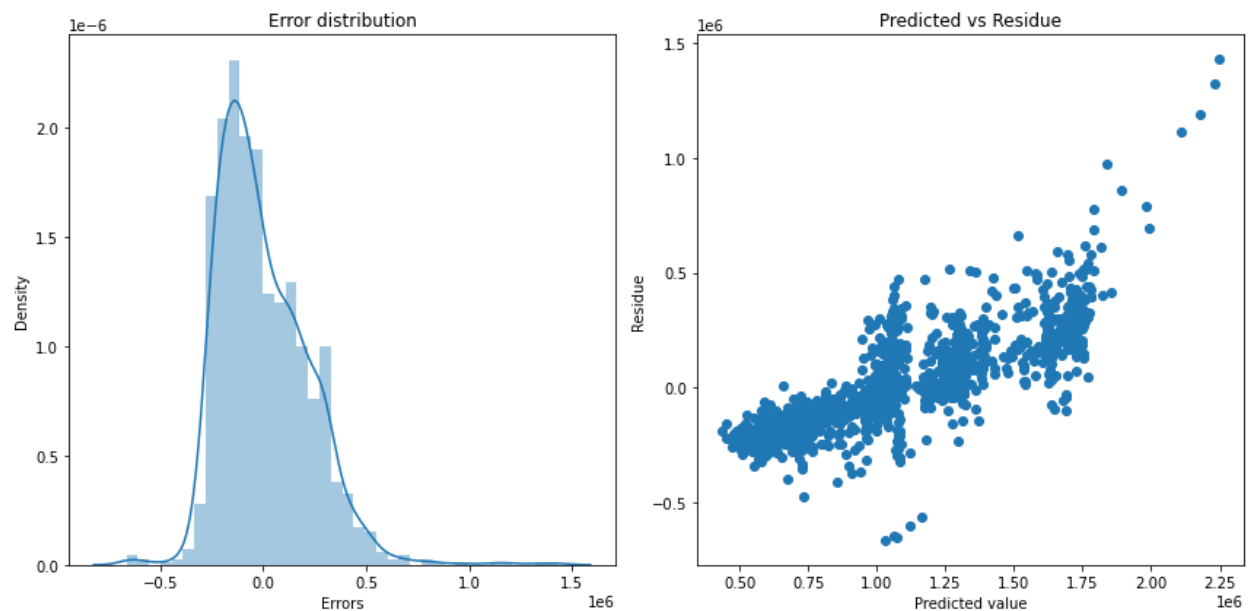 Error distribution
1e−6
Density
2.0
1.5
1.0
0.5
0.0
−0.5
0.0
0.5
1.0
1.5
1e6
Errors
Predicted vs Residue
1e6
Residue
1.5
1.0
0.5
0.0
−0.5
0.50
0.75
1.00
1.25
1.50
1.75
2.00
2.25
1e6
Predicted value